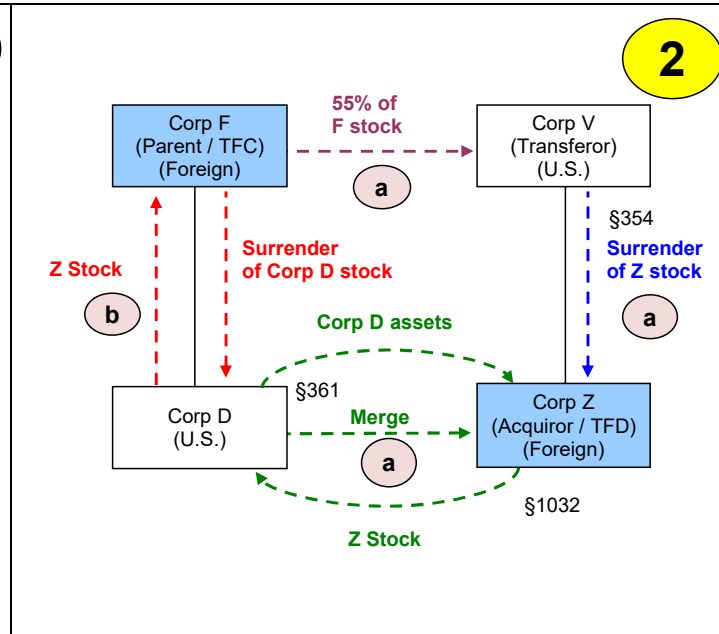 2
Corp F
(Parent / TFC)
(Foreign)
55% of
F stock
a
Corp V
(Transferor)
(U.S.)
§354
Z Stock
b
Surrender
of Corp D stock
Surrender
of Z stock
a
Corp D assets
§361
Corp D
(U.S.)
Merge
a
Corp Z
(Acquiror / TFD)
(Foreign)
§1032
Z Stock